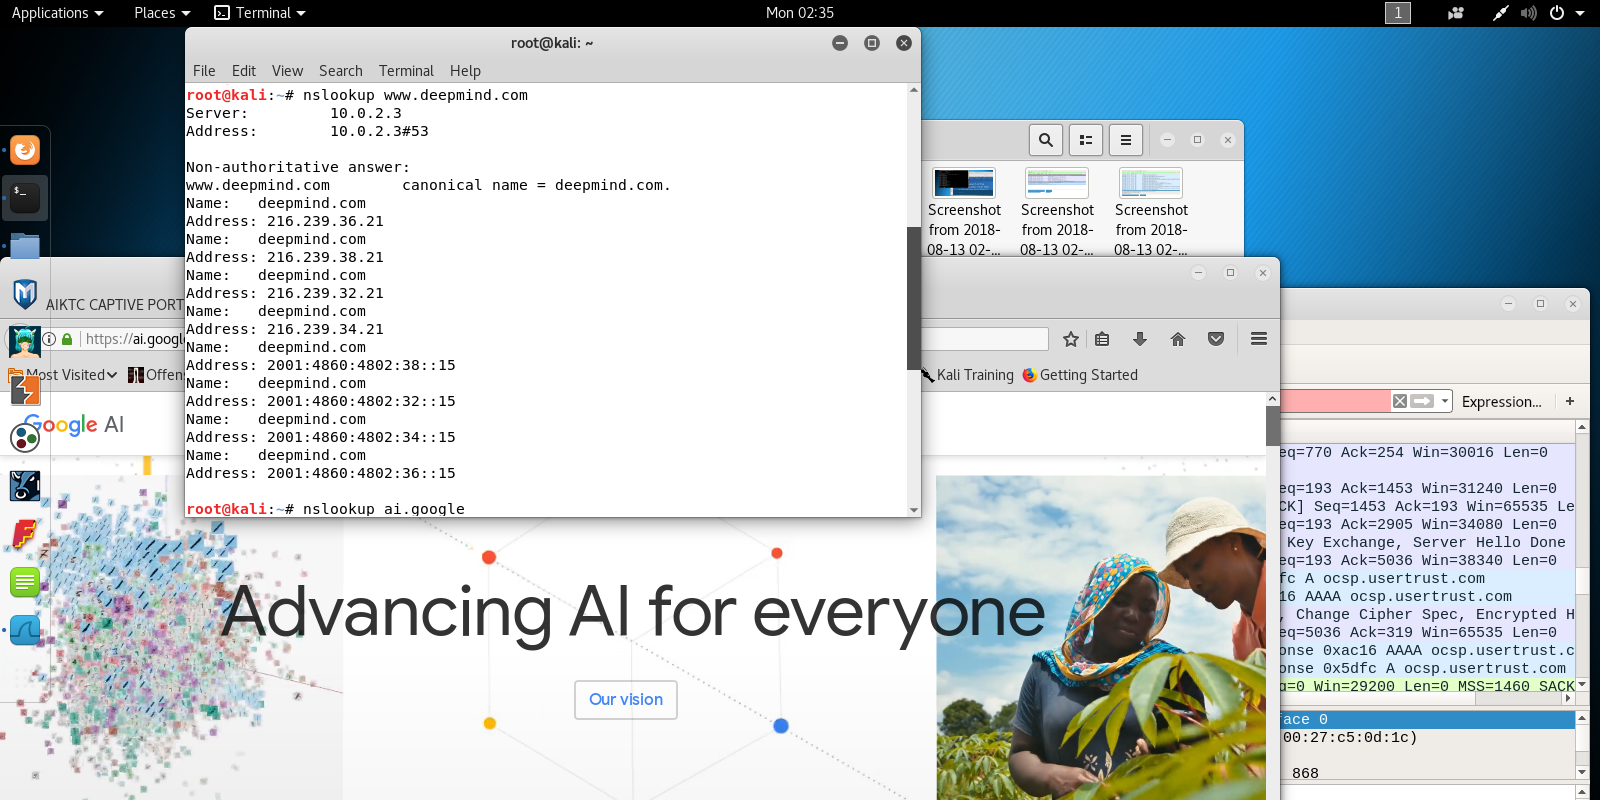 Applications
Places
Terminal
Mon 02:35
1
root@kali: ~
File Edit View Search Terminal Help
root@kali:~# nslookup www.deepmind.com
Server: 10.0.2.3
Address: 10.0.2.3#53
Non-authoritative answer:
www.deepmind.com canonical name = deepmind.com.
Name: deepmind.com
Address: 216.239.36.21
Name: deepmind.com
Address: 216.239.38.21
Name: deepmind.com
Address: 216.239.32.21
Name: deepmind.com
Address: 216.239.34.21
Name: deepmind.com
Address: 2001:4860:4802:38::15
Name: deepmind.com
Address: 2001:4860:4802:32::15
Name: deepmind.com
Address: 2001:4860:4802:34::15
Name: deepmind.com
Address: 2001:4860:4802:36::15
root@kali:~# nslookup ai.google
Screenshot
from 2018-
08-13 02-...
Screenshot
from 2018-
08-13 02-...
Screenshot
from 2018-
08-13 02-...
AIKTC CAPTIVE PORT
https://ai.googl
Most Visited
Offens
Kali Training
Getting Started
Google AI
Advancing AI for everyone
Our vision
Expression...
+
eq=770 Ack=254 Win=30016 Len=0
eq=193 Ack=1453 Win=31240 Len=0
CK] Seq=1453 Ack=193 Win=65535 Le
eq=193 Ack=2905 Win=34080 Len=0
Key Exchange, Server Hello Done
eq=193 Ack=5036 Win=38340 Len=0
fc A ocsp.usertrust.com
16 AAAA ocsp.usertrust.com
, Change Cipher Spec, Encrypted H
eq=5036 Ack=319 Win=65535 Len=0
onse 0xac16 AAAA ocsp.usertrust.c
onse 0x5dfc A ocsp.usertrust.com
q=0 Win=29200 Len=0 MSS=1460 SACK
face 0
00:27:c5:0d:1c)
868